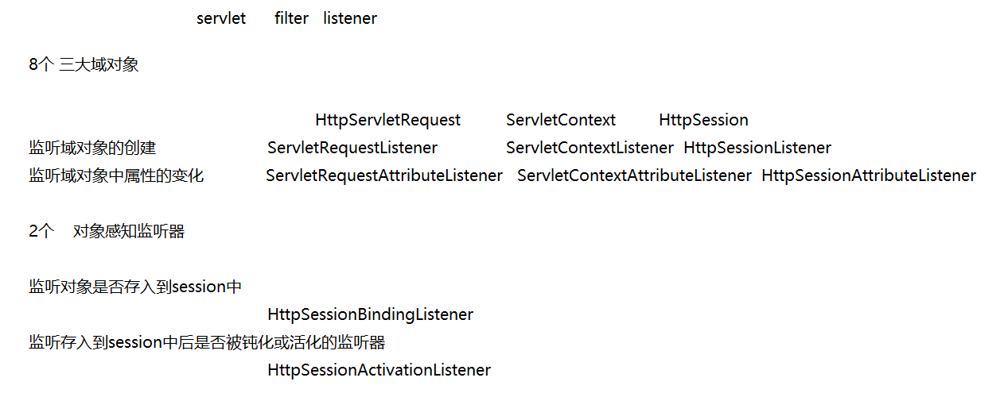 servlet filter listener
8个 三大域对象
HttpServletRequest ServletContext HttpSession
监听域对象的创建 ServletRequestListener ServletContextListener HttpSessionListener
监听域对象中属性的变化 ServletRequestAttributeListener ServletContextAttributeListener HttpSessionAttributeListener
2个 对象感知监听器
监听对象是否存入到session中
HttpSessionBindingListener
监听存入到session中后是否被钝化或活化的监听器
HttpSessionActivationListener